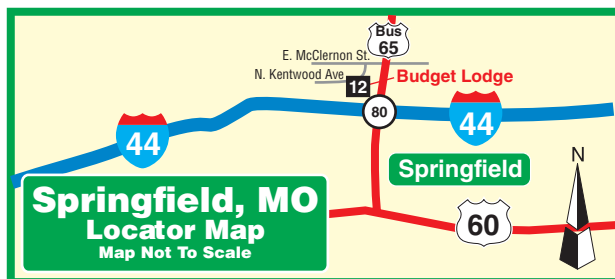 Bus
65
E. McClernon St.
N. Kentwood Ave
12
Budget Lodge
80
44
44
Springfield
N
Springfield, MO
Locator Map
Map Not To Scale
60